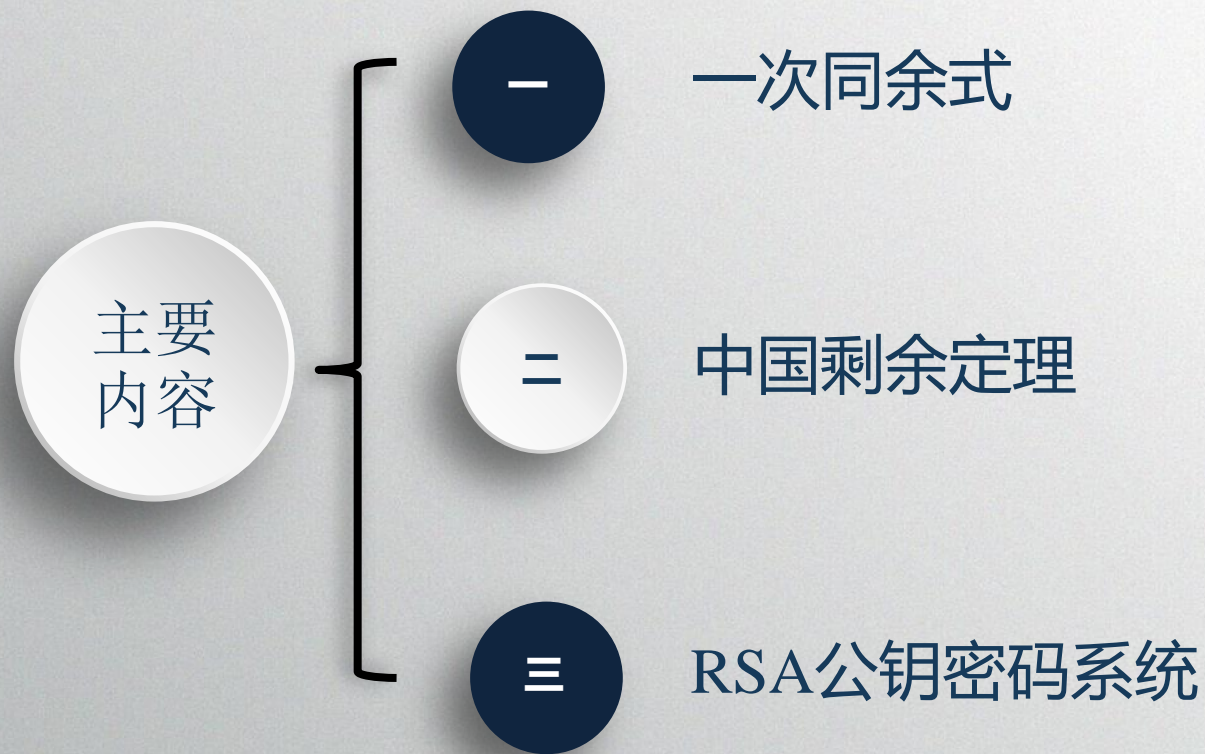 主要
内容
一
一次同余式
二
中国剩余定理
三
RSA公钥密码系统